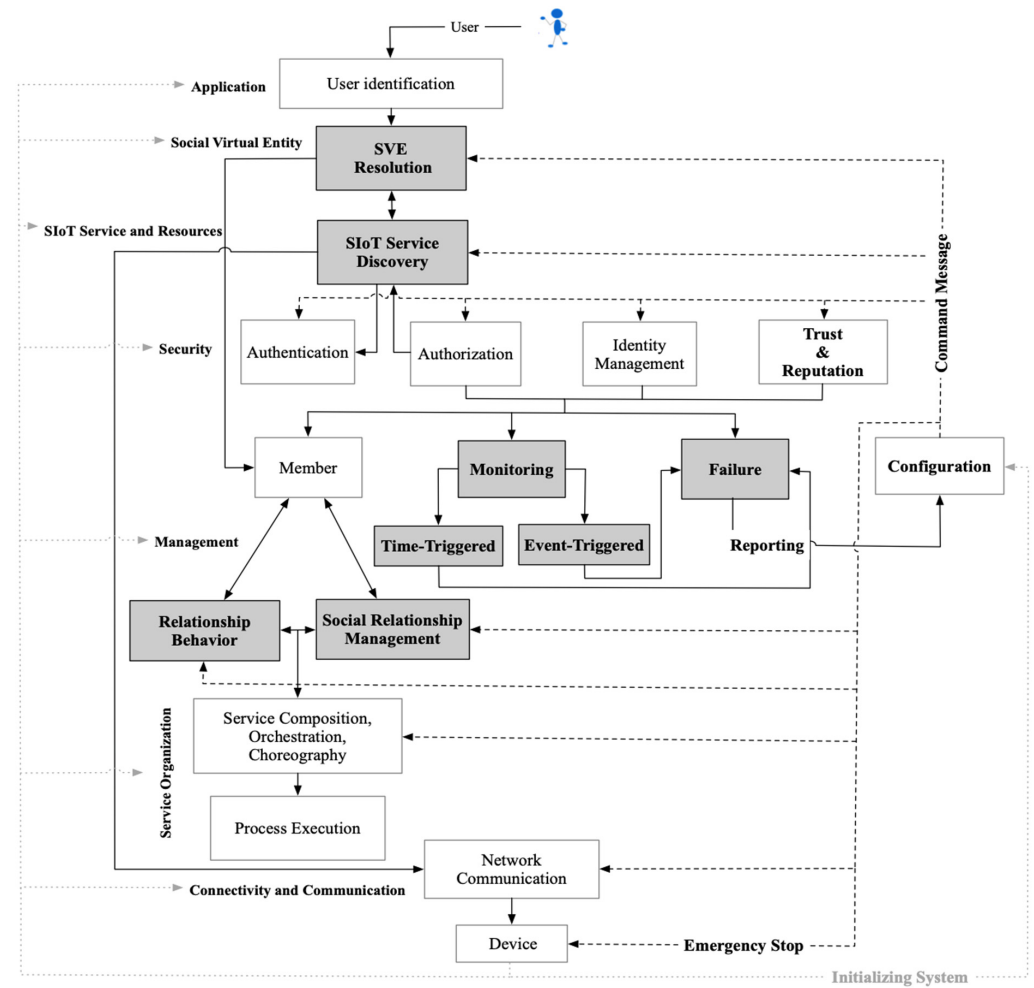 User
User identification
Application
Social Virtual Entity
SVE
Resolution
SIoT Service and Resources
SIoT Service
Discovery
Command Message
Security
Authentication
Authorization
Identity
Management
Trust
&
Reputation
Member
Monitoring
Failure
Configuration
Management
Time-Triggered
Event-Triggered
Reporting
Relationship
Behavior
Social Relationship
Management
Service Organization
Service Composition,
Orchestration,
Choreography
Process Execution
Network
Communication
Connectivity and Communication
Device
Emergency Stop
Initializing System